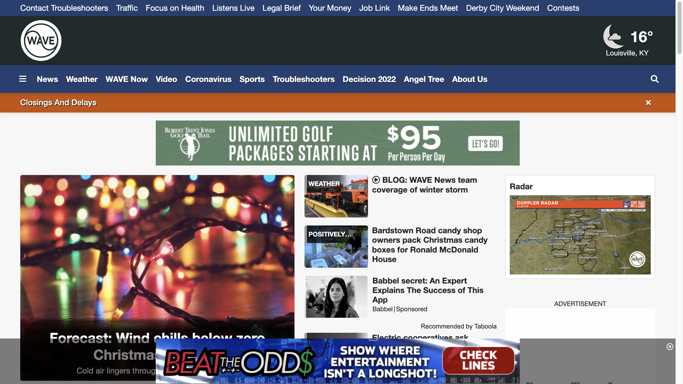 Contact Troubleshooters Traffic Focus on Health Listens Live Legal Brief Your Money Job Link Make Ends Meet Derby City Weekend Contests
WAVE
16°
Louisville, KY
News Weather WAVE Now Video Coronavirus Sports Troubleshooters Decision 2022 Angel Tree About Us
Closings And Delays ×
ROBERT TRENT JONES
GOLF TRAIL
UNLIMITED GOLF
PACKAGES STARTING AT
$95
Per Person Per Day
LET'S GO!
Forecast: Wind chills below zero
Christma
Cold air lingers throug
WEATHER
BLOG: WAVE News team
coverage of winter storm
POSITIVELY...
Bardstown Road candy shop
owners pack Christmas candy
boxes for Ronald McDonald
House
Babbel secret: An Expert
Explains The Success of This
App
Babbel | Sponsored
Recommended by Taboola
Electric cooperatives ask
Radar
DOPPLER RADAR
WAVE
ADVERTISEMENT
BEAT THE ODD$
SHOW WHERE
ENTERTAINMENT
ISN'T A LONGSHOT!
CHECK
LINES